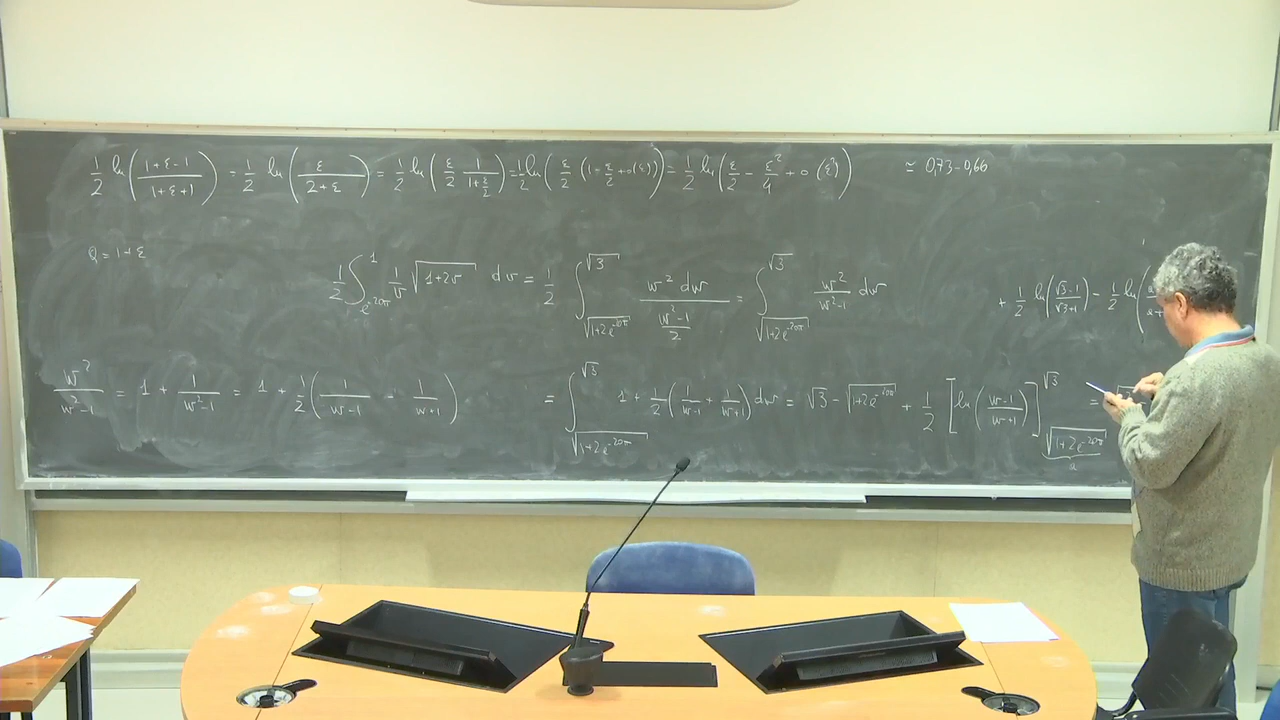 1/2 ln((1+ε-1)/(1+ε+1)) = 1/2 ln(ε/(2+ε)) = 1/2 ln(ε/2 1/(1+ε/2)) = 1/2 ln(ε/2 (1-ε/2+o(ε))) = 1/2 ln(ε/2 - ε²/4 + o(ε²)) ≃ 0,73-0,66
Q = 1+ε
1/2 ∫_{e^{-20π}}^{1} 1/v √(1+2v) dv = 1/2 ∫_{√(1+2e^{-20π})}^{√3} w² dw/((w²-1)/2) = ∫_{√(1+2e^{-20π})}^{√3} w²/(w²-1) dw
+ 1/2 ln((√3-1)/(√3+1)) - 1/2 ln(
w²/(w²-1) = 1 + 1/(w²-1) = 1 + 1/2(1/(w-1) - 1/(w+1))
= ∫_{√(1+2e^{-20π})}^{√3} 1 + 1/2(1/(w-1) + 1/(w+1)) dw = √3 - √(1+2e^{-20π}) + 1/2 [ln((w-1)/(w+1))]_{√(1+2e^{-20π})}^{√3} =
a